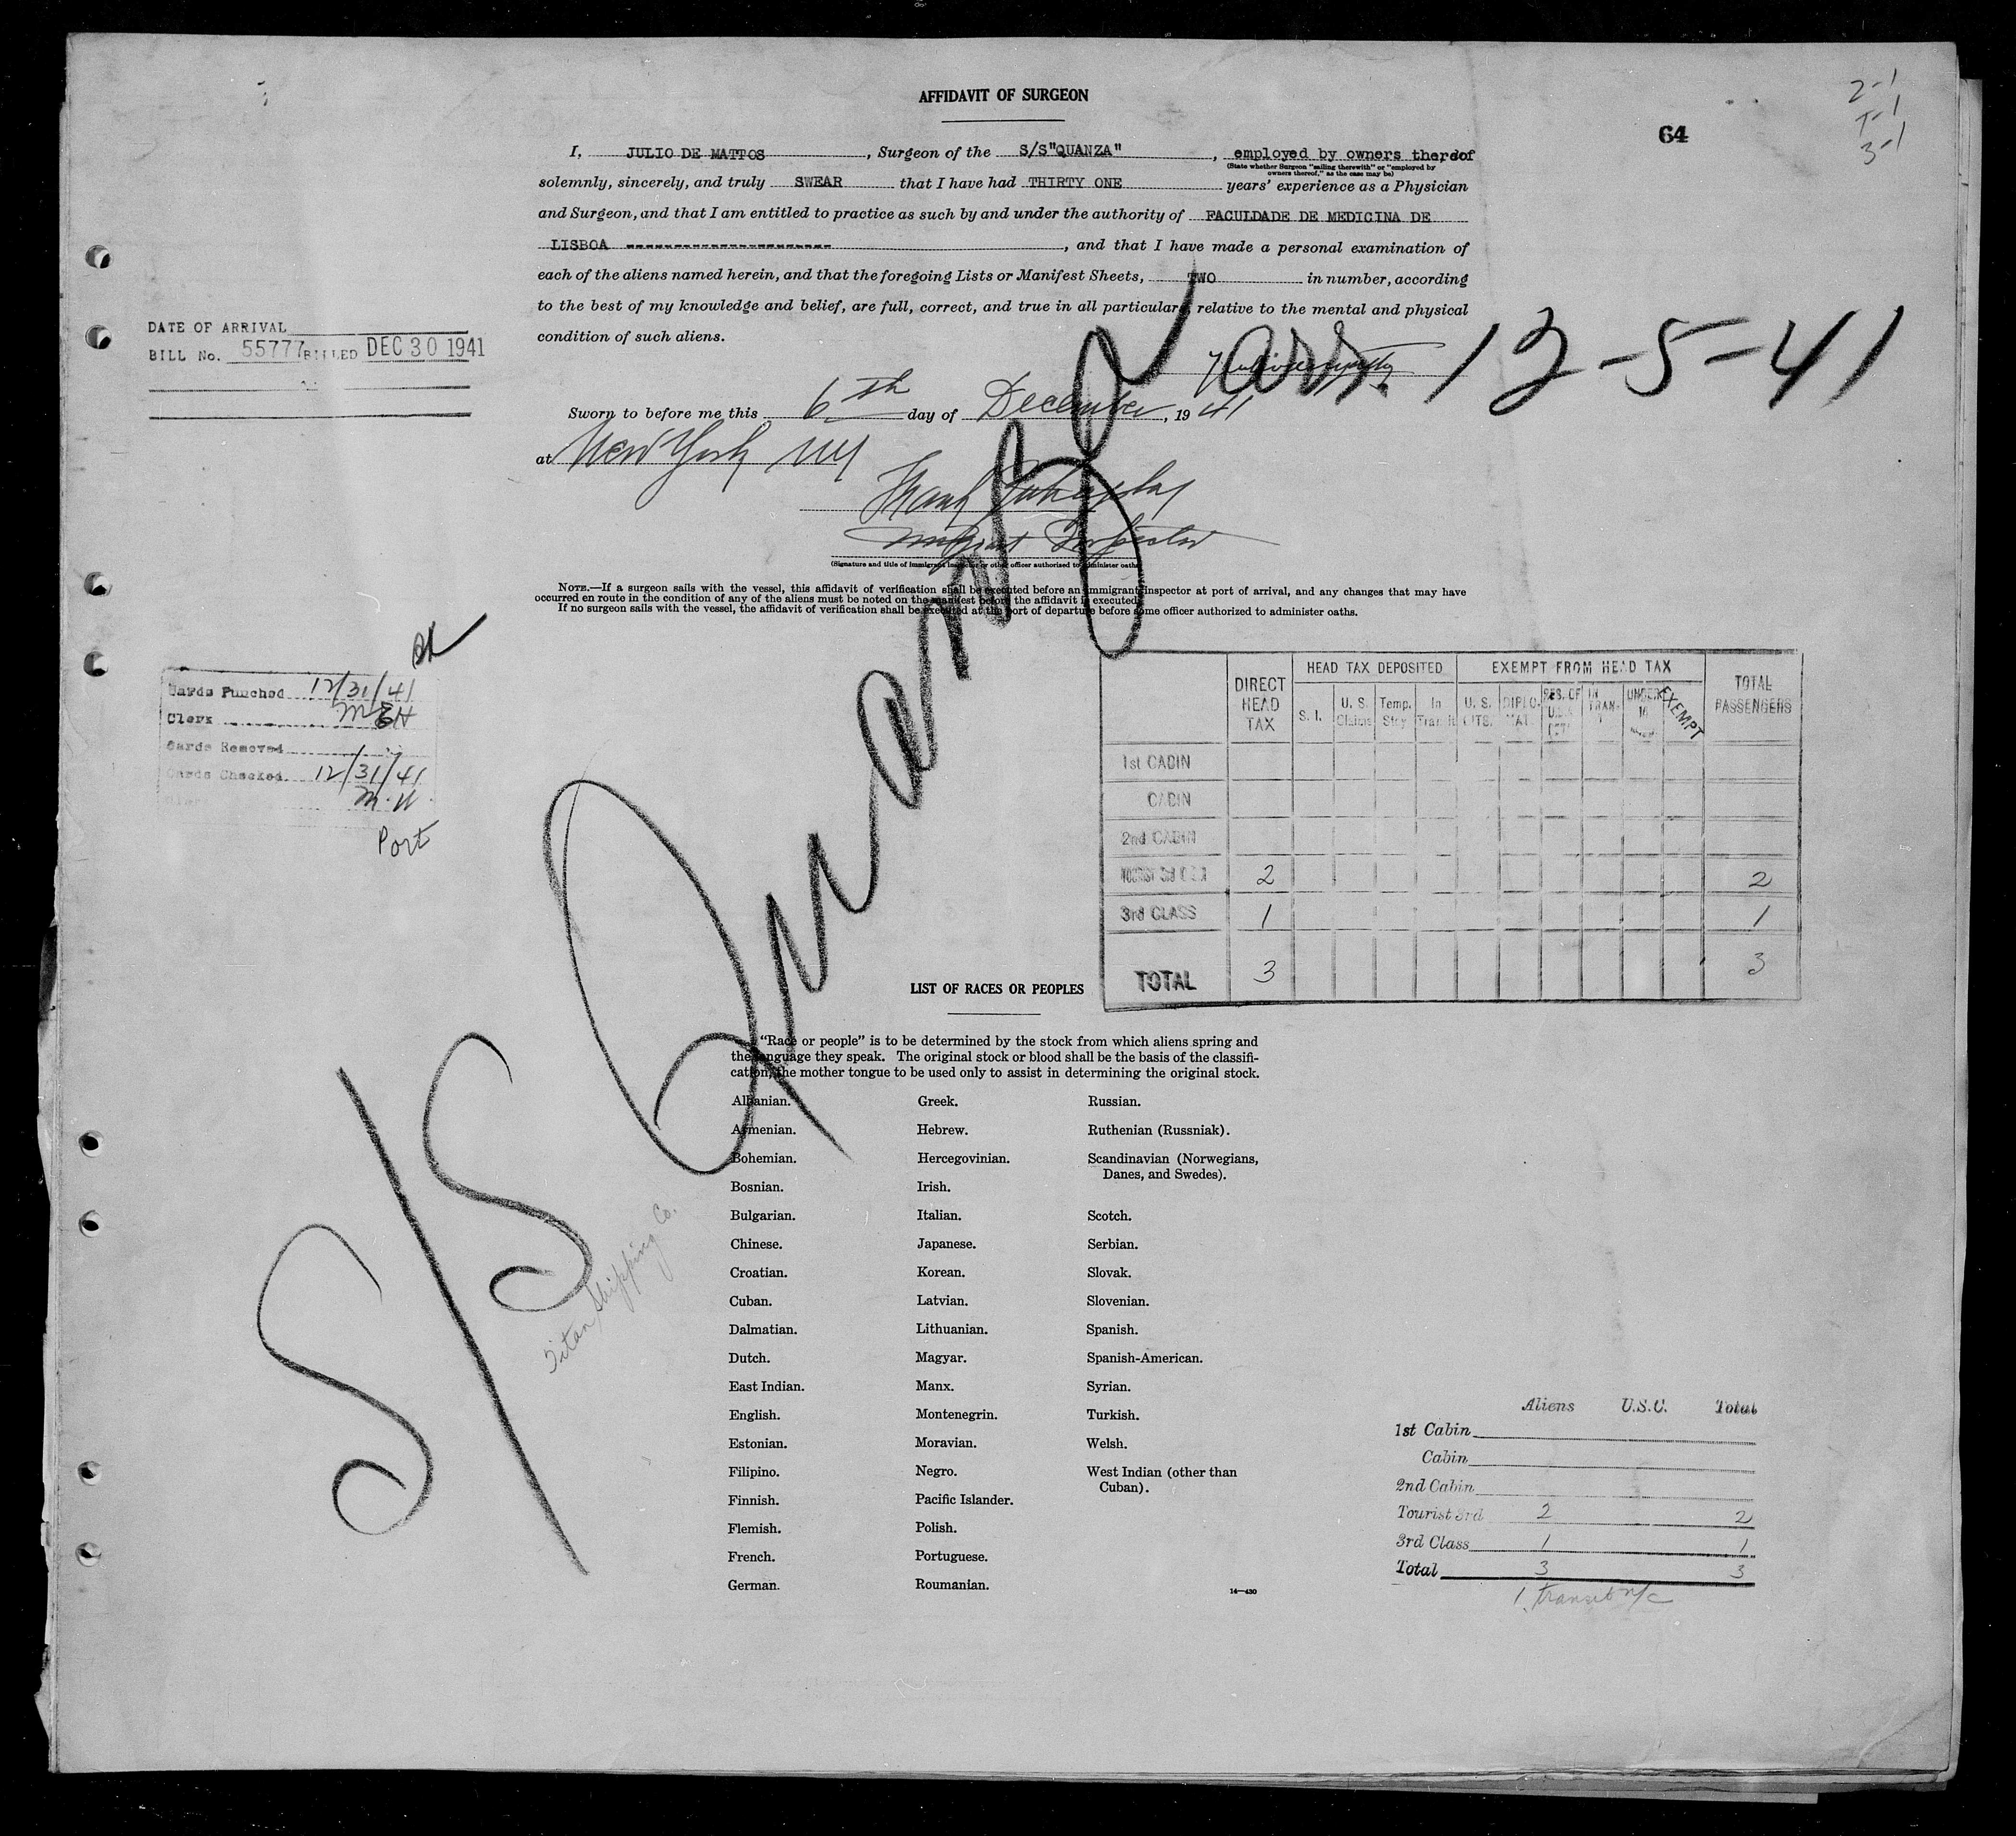 AFFIDAVIT OF SURGEON
64
2-1
T-1
3-1
I, JULIO DE MATTOS, Surgeon of the S/S"QUANZA", employed by owners thereof
(State whether Surgeon "sailing therewith" or "employed by
owners thereof," as the case may be)
solemnly, sincerely, and truly SWEAR that I have had THIRTY ONE years' experience as a Physician
and Surgeon, and that I am entitled to practice as such by and under the authority of FACULDADE DE MEDICINA DE
LISBOA ----------------------, and that I have made a personal examination of
each of the aliens named herein, and that the foregoing Lists or Manifest Sheets, TWO in number, according
to the best of my knowledge and belief, are full, correct, and true in all particulars relative to the mental and physical
condition of such aliens.
DATE OF ARRIVAL
BILL No. 55777 BILLED DEC 30 1941
S/S Quanza arr. 12-5-41
Sworn to before me this 6th day of December, 1941
at New York NY
Frank
Immigrant Inspector
(Signature and title of immigrant inspector or other officer authorized to administer oaths)
NOTE.—If a surgeon sails with the vessel, this affidavit of verification shall be executed before an immigrant inspector at port of arrival, and any changes that may have
occurred en route in the condition of any of the aliens must be noted on the manifest before the affidavit is executed.
If no surgeon sails with the vessel, the affidavit of verification shall be executed at the port of departure before some officer authorized to administer oaths.
Cards Punched 12/31/41
Clerk MEH
Cards Removed
Cards Checked 12/31/41
M.H.
Port
DIRECT HEAD TAX
HEAD TAX DEPOSITED
EXEMPT FROM HEAD TAX
TOTAL PASSENGERS
S. I. U. S. Claims Temp. Stay In Transit U. S. CITS. DIPLO. RES. OF U.S. IN TRAN- UNDER 16 EXEMPT
1st CABIN
CABIN
2nd CABIN
TOURIST 3rd 2 2
3rd CLASS 1 1
TOTAL 3 3
LIST OF RACES OR PEOPLES
"Race or people" is to be determined by the stock from which aliens spring and
the language they speak. The original stock or blood shall be the basis of the classifi-
cation, the mother tongue to be used only to assist in determining the original stock.
Albanian. Greek. Russian.
Armenian. Hebrew. Ruthenian (Russniak).
Bohemian. Hercegovinian. Scandinavian (Norwegians,
Danes, and Swedes).
Bosnian. Irish.
Bulgarian. Italian. Scotch.
Chinese. Japanese. Serbian.
Croatian. Korean. Slovak.
Cuban. Latvian. Slovenian.
Dalmatian. Lithuanian. Spanish.
Dutch. Magyar. Spanish-American.
East Indian. Manx. Syrian.
English. Montenegrin. Turkish.
Estonian. Moravian. Welsh.
Filipino. Negro. West Indian (other than
Cuban).
Finnish. Pacific Islander.
Flemish. Polish.
French. Portuguese.
German. Roumanian.
14—430
Titan Shipping Co.
Aliens U.S.C. Total
1st Cabin
Cabin
2nd Cabin
Tourist 3rd 2 2
3rd Class 1 1
Total 3 3
1 transit n/c